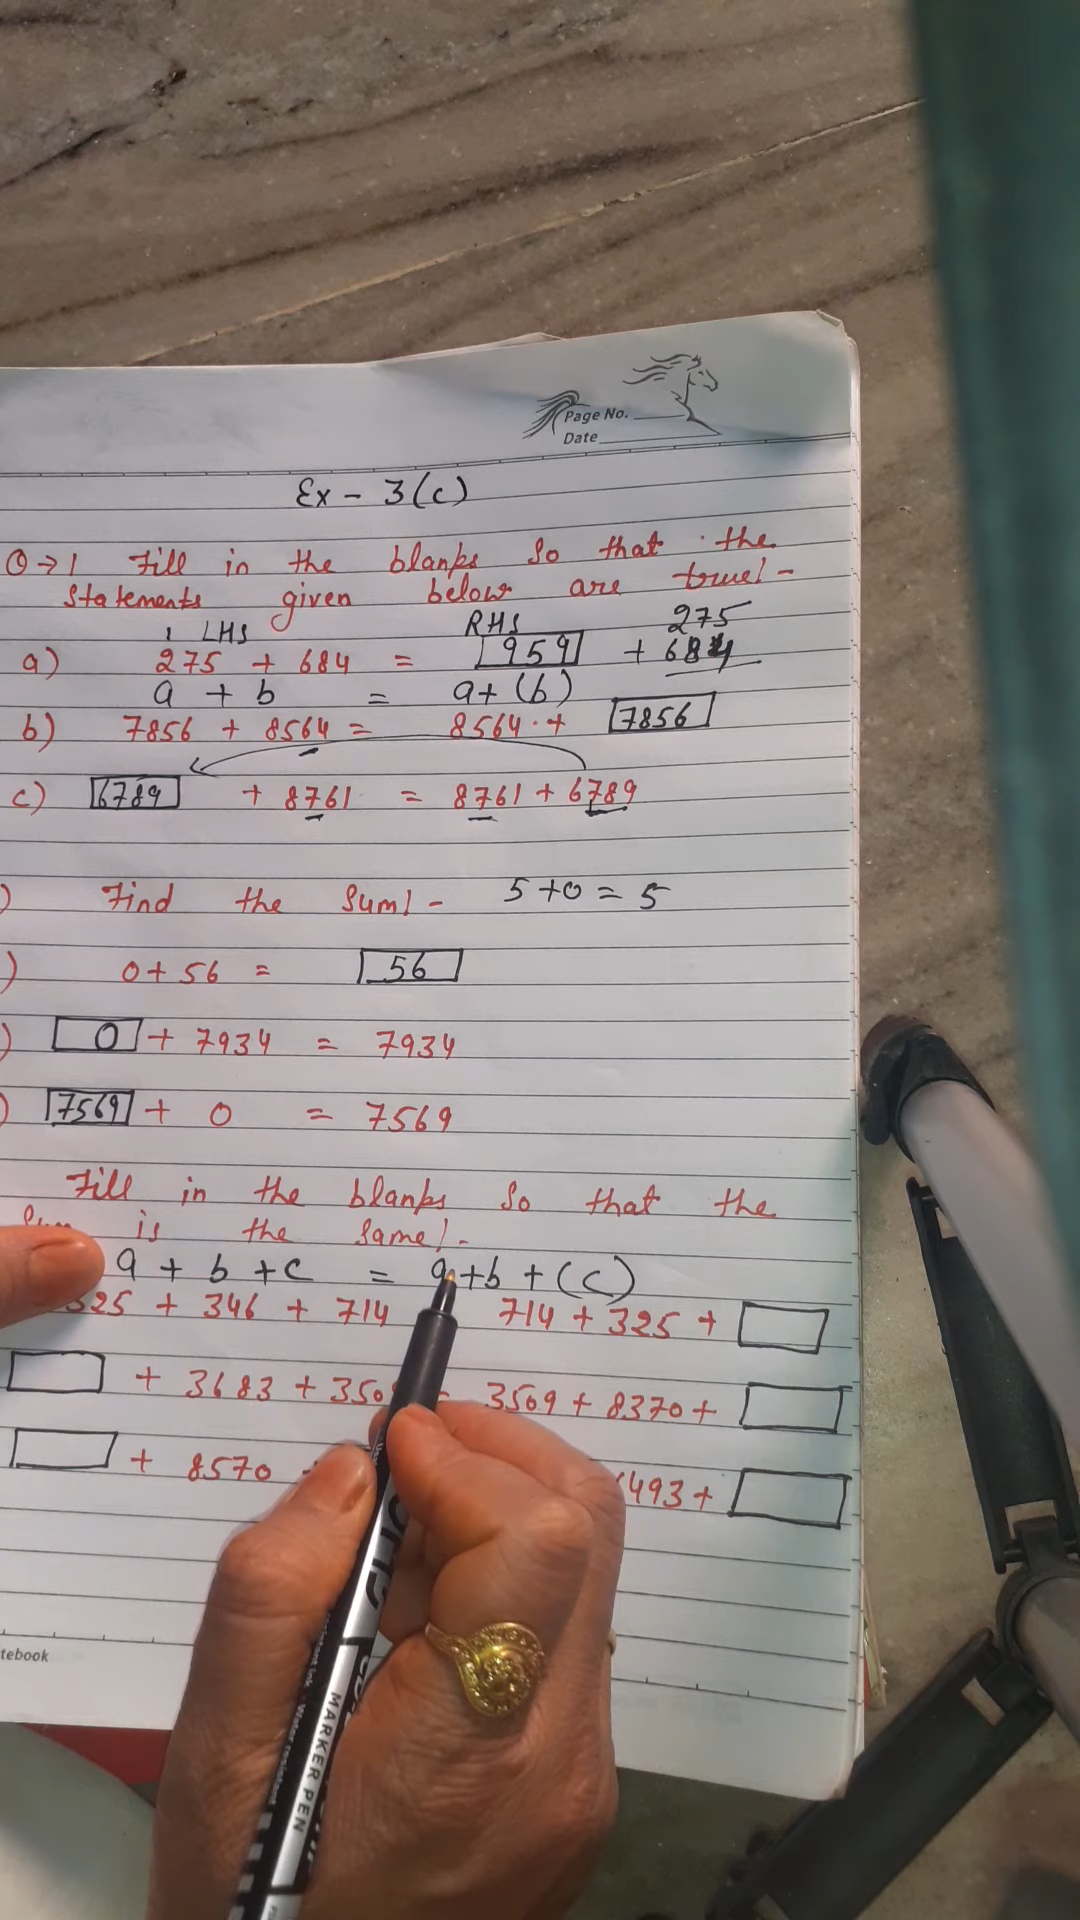 Page No.
Date
Ex - 3(c)
Q→1 Fill in the blanks so that the
statements given below are true!-
LHS RHS 275
a) 275 + 684 = 959 + 684
a + b = a+(b)
b) 7856 + 8564 = 8564 + 7856
c) 6789 + 8761 = 8761 + 6789
) Find the sum!- 5+0=5
) 0+56 = 56
) 0 + 7934 = 7934
) 7569 + 0 = 7569
Fill in the blanks so that the
is the same!-
a + b + c = a+b+(c)
325 + 346 + 714 714 + 325 +
+ 3683 + 350 3509 + 8370 +
+ 8570 493 +
tebook
MARKER PEN